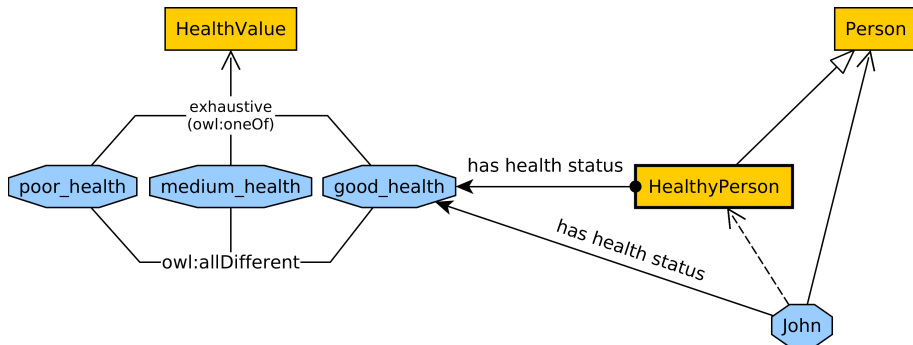 HealthValue
Person
exhaustive
(owl:oneOf)
has health status
poor_health
medium_health
good_health
HealthyPerson
has health status
owl:allDifferent
John